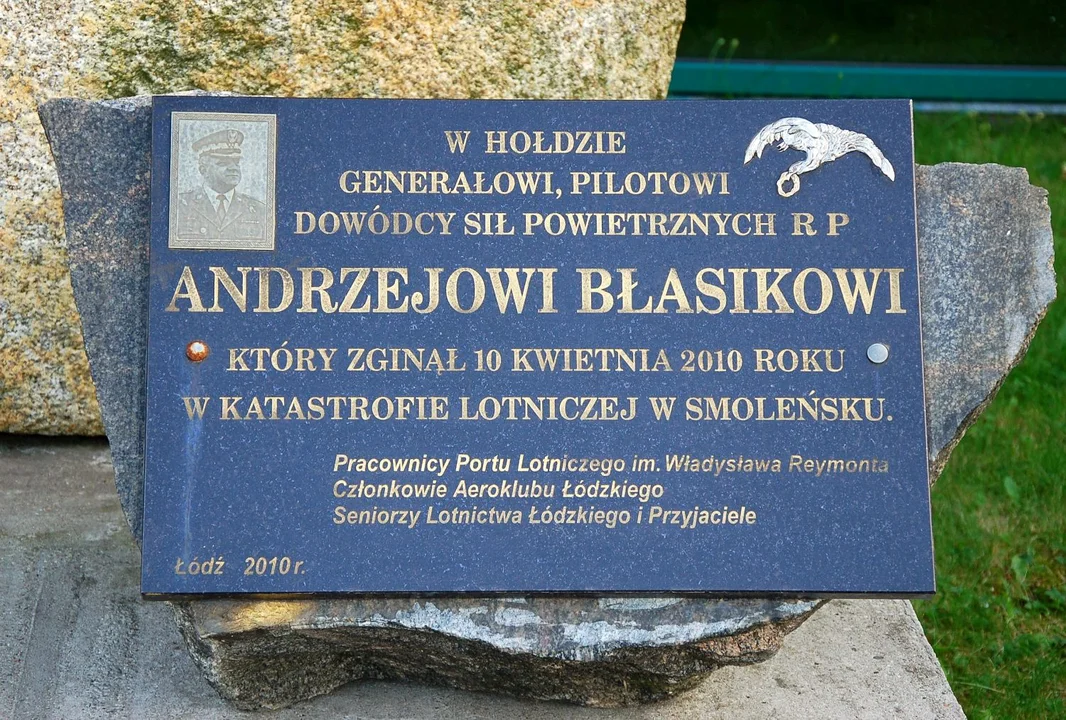 W HOŁDZIE
GENERAŁOWI, PILOTOWI
DOWÓDCY SIŁ POWIETRZNYCH R P
ANDRZEJOWI BŁASIKOWI
KTÓRY ZGINĄŁ 10 KWIETNIA 2010 ROKU
W KATASTROFIE LOTNICZEJ W SMOLEŃSKU.
Pracownicy Portu Lotniczego im. Władysława Reymonta
Członkowie Aeroklubu Łódzkiego
Seniorzy Lotnictwa Łódzkiego i Przyjaciele
Łódź 2010 r.